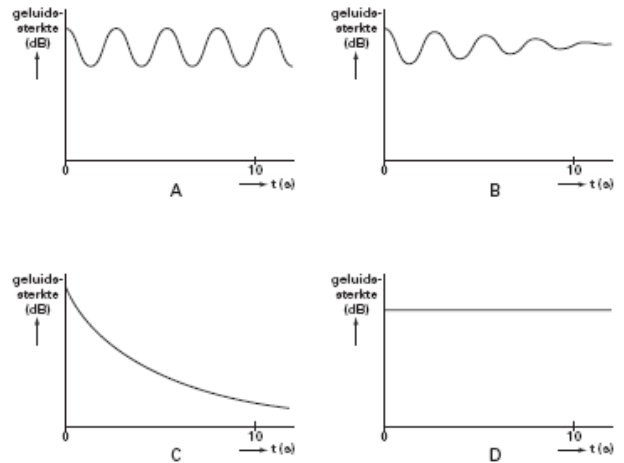 geluids-
sterkte
(dB)
0
10
t (s)
A
geluids-
sterkte
(dB)
0
10
t (s)
B
geluids-
sterkte
(dB)
0
10
t (s)
C
geluids-
sterkte
(dB)
0
10
t (s)
D